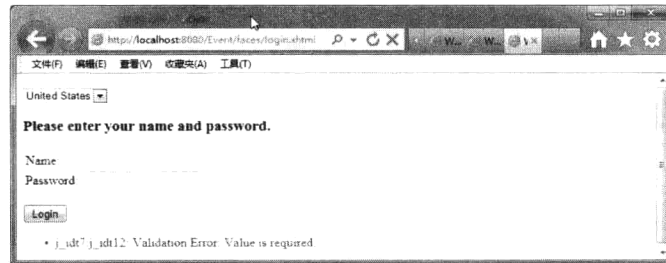 http://localhost:8080/Event/faces/login.xhtml
W...
W...
文件(F) 编辑(E) 查看(V) 收藏夹(A) 工具(T)
United States
Please enter your name and password.
Name
Password
Login
j_idt7:j_idt12: Validation Error: Value is required.